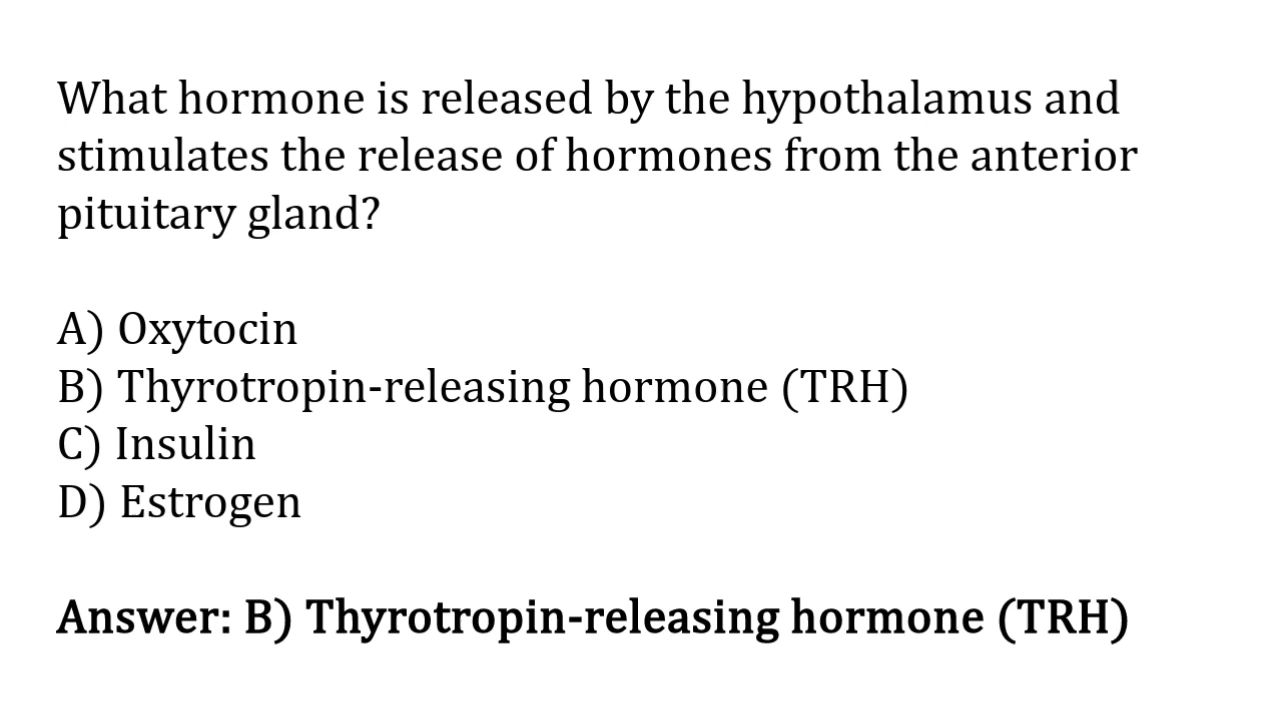 What hormone is released by the hypothalamus and
stimulates the release of hormones from the anterior
pituitary gland?
A) Oxytocin
B) Thyrotropin-releasing hormone (TRH)
C) Insulin
D) Estrogen
Answer: B) Thyrotropin-releasing hormone (TRH)